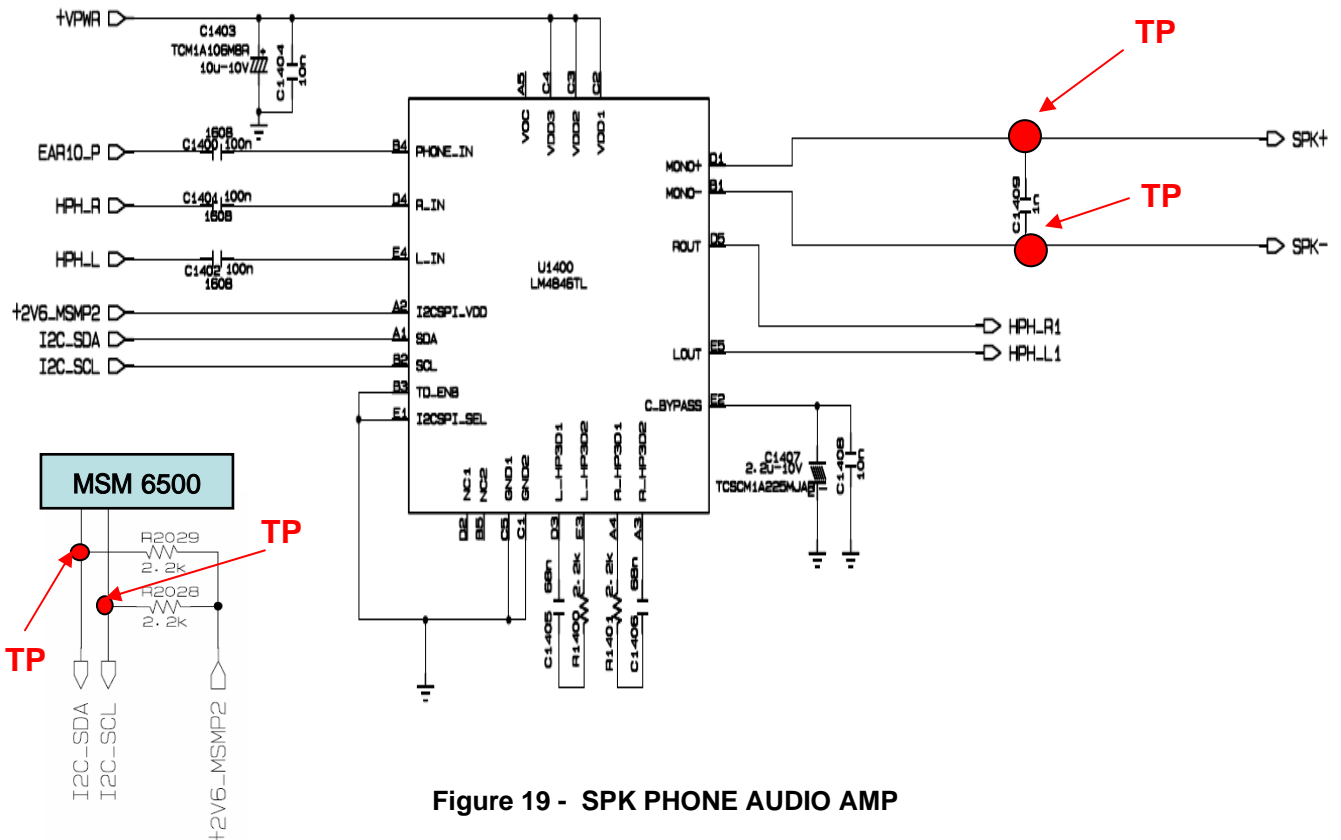 +VPWR
C1403
TCM1A106M8R
10u-10V
C1404
10n
TP
A5
C4
C3
C2
VOC
VDD3
VDD2
VDD1
EAR10_P
1608
C1400
100n
B4
PHONE_IN
HPH_R
C1401
100n
1608
D4
R_IN
HPH_L
C1402
100n
1608
E4
L_IN
+2V6_MSMP2
A2
I2CSPI_VDD
I2C_SDA
A1
SDA
I2C_SCL
B2
SCL
B3
TD_ENB
E1
I2CSPI_SEL
U1400
LM4846TL
MONO+
D1
MONO-
B1
ROUT
D5
LOUT
E5
C_BYPASS
E2
SPK+
C1409
1n
TP
SPK-
HPH_R1
HPH_L1
C1407
2.2u-10V
TCSCM1A225MJA
C1408
10n
NC1
NC2
GND1
GND2
L_HP3D1
L_HP3D2
R_HP3D1
R_HP3D2
D2
B5
C5
C1
D3
E3
A4
A3
C1405
68n
R1400
2.2k
R1401
2.2k
C1406
68n
MSM 6500
TP
R2029
2.2K
R2028
2.2K
TP
I2C_SDA
I2C_SCL
+2V6_MSMP2
Figure 19 - SPK PHONE AUDIO AMP